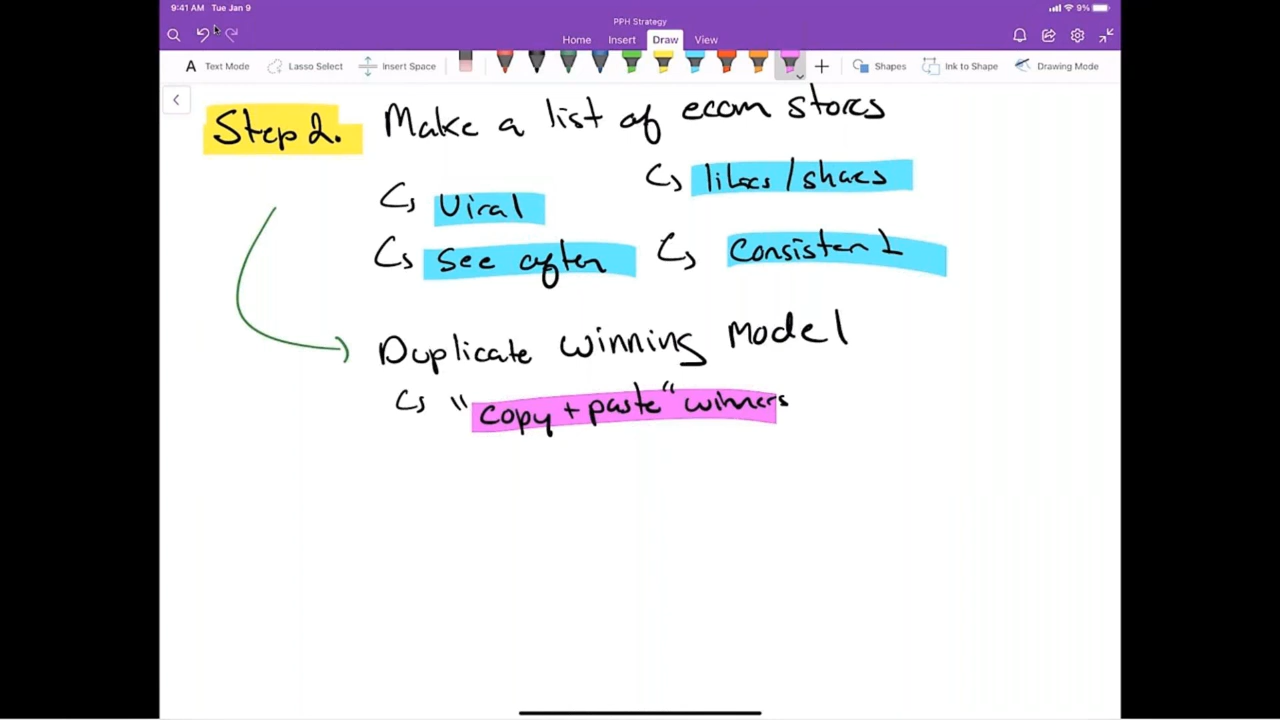 9:41 AM Tue Jan 9
9%
PPH Strategy
Home Insert Draw View
Text Mode Lasso Select Insert Space Shapes Ink to Shape Drawing Mode
Step 2. Make a list of ecom stores
Viral
likes / shares
see often
Consistent
Duplicate winning model
"copy + paste" winners